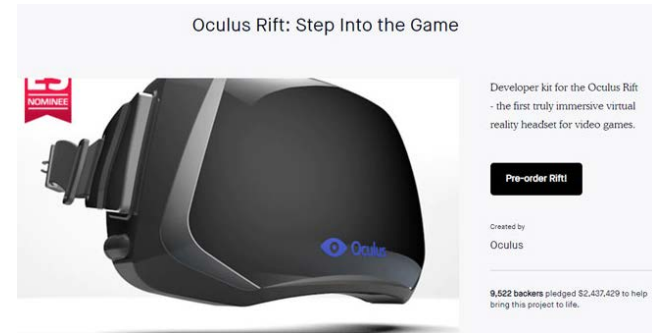 Oculus Rift: Step Into the Game
NOMINEE
Oculus
Developer kit for the Oculus Rift
- the first truly immersive virtual
reality headset for video games.
Pre-order Rift!
Created by
Oculus
9,522 backers pledged $2,437,429 to help
bring this project to life.